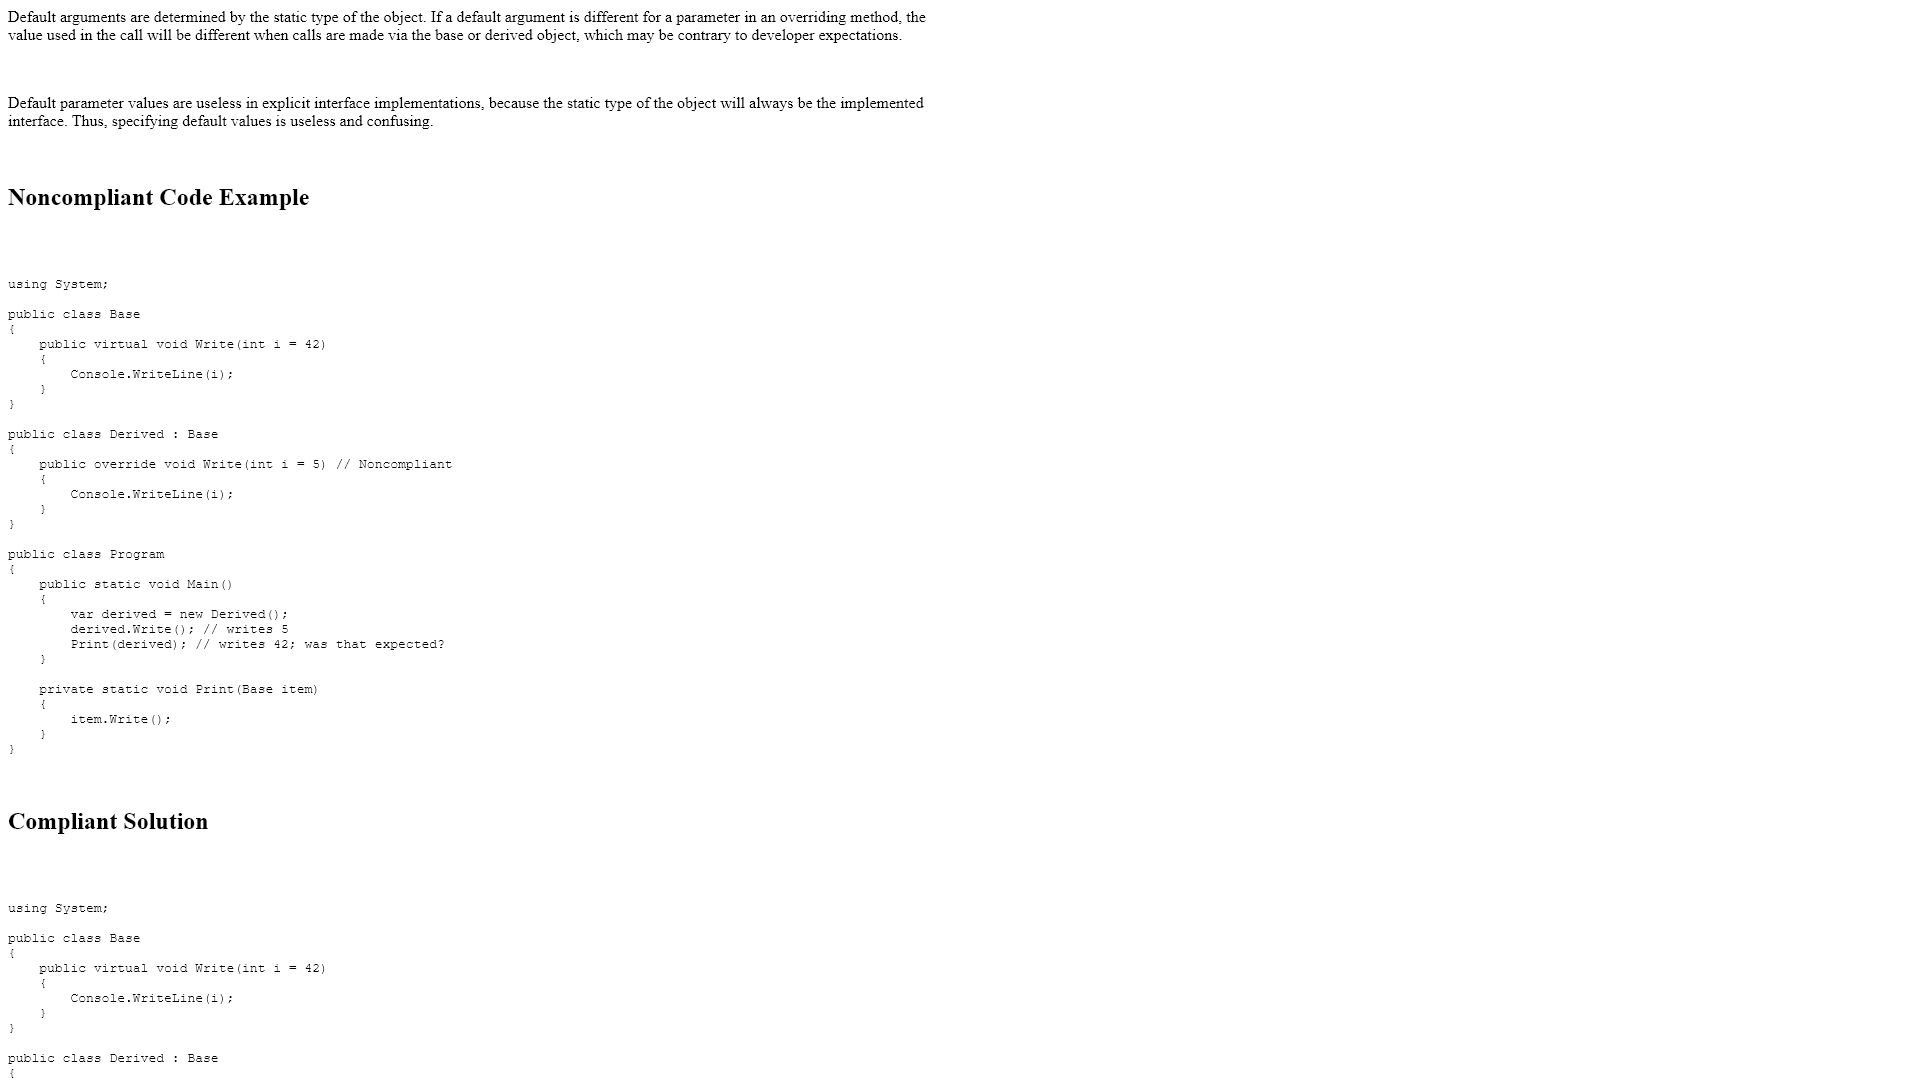 Default arguments are determined by the static type of the object. If a default argument is different for a parameter in an overriding method, the
value used in the call will be different when calls are made via the base or derived object, which may be contrary to developer expectations.
Default parameter values are useless in explicit interface implementations, because the static type of the object will always be the implemented
interface. Thus, specifying default values is useless and confusing.
Noncompliant Code Example
using System;
public class Base
{
    public virtual void Write(int i = 42)
    {
        Console.WriteLine(i);
    }
}
public class Derived : Base
{
    public override void Write(int i = 5) // Noncompliant
    {
        Console.WriteLine(i);
    }
}
public class Program
{
    public static void Main()
    {
        var derived = new Derived();
        derived.Write(); // writes 5
        Print(derived); // writes 42; was that expected?
    }
    private static void Print(Base item)
    {
        item.Write();
    }
}
Compliant Solution
using System;
public class Base
{
    public virtual void Write(int i = 42)
    {
        Console.WriteLine(i);
    }
}
public class Derived : Base
{